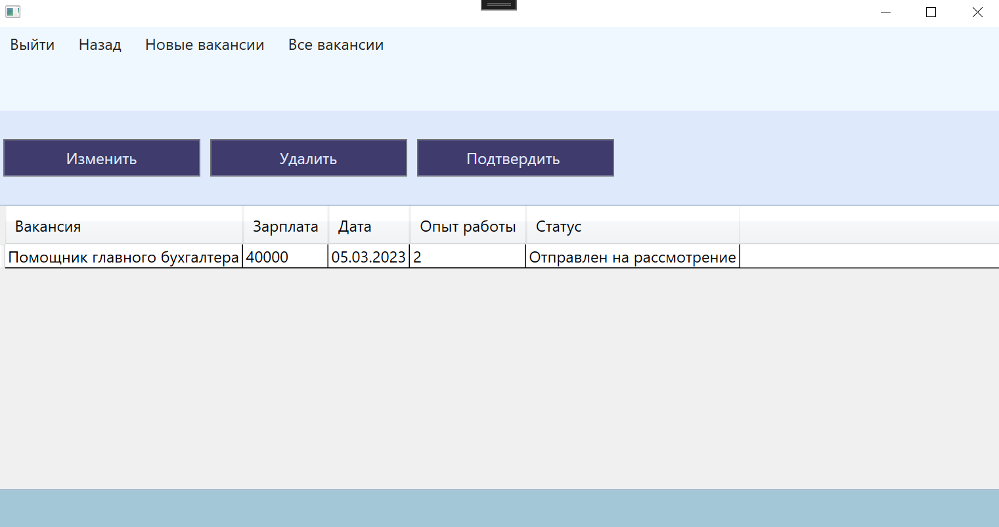 Выйти Назад Новые вакансии Все вакансии
Изменить Удалить Подтвердить
Вакансия Зарплата Дата Опыт работы Статус
Помощник главного бухгалтера 40000 05.03.2023 2 Отправлен на рассмотрение